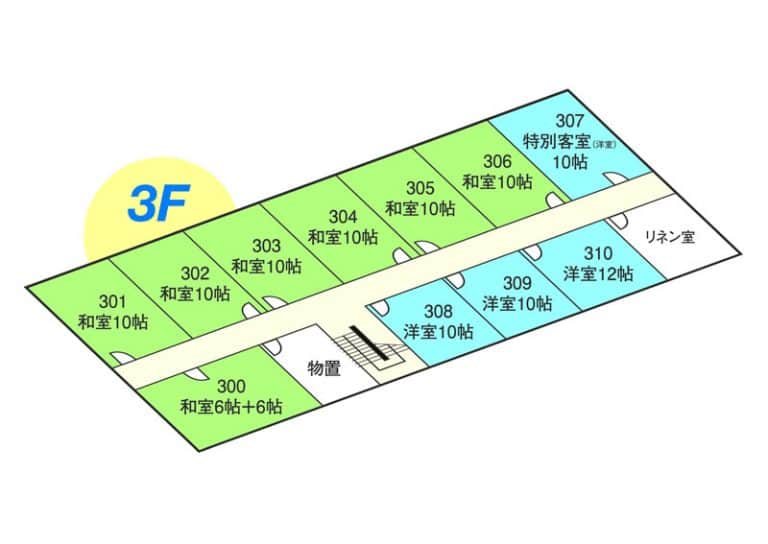 3F
301
和室10帖
302
和室10帖
303
和室10帖
304
和室10帖
305
和室10帖
306
和室10帖
307
特別客室(洋室)
10帖
300
和室6帖＋6帖
物置
308
洋室10帖
309
洋室10帖
310
洋室12帖
リネン室